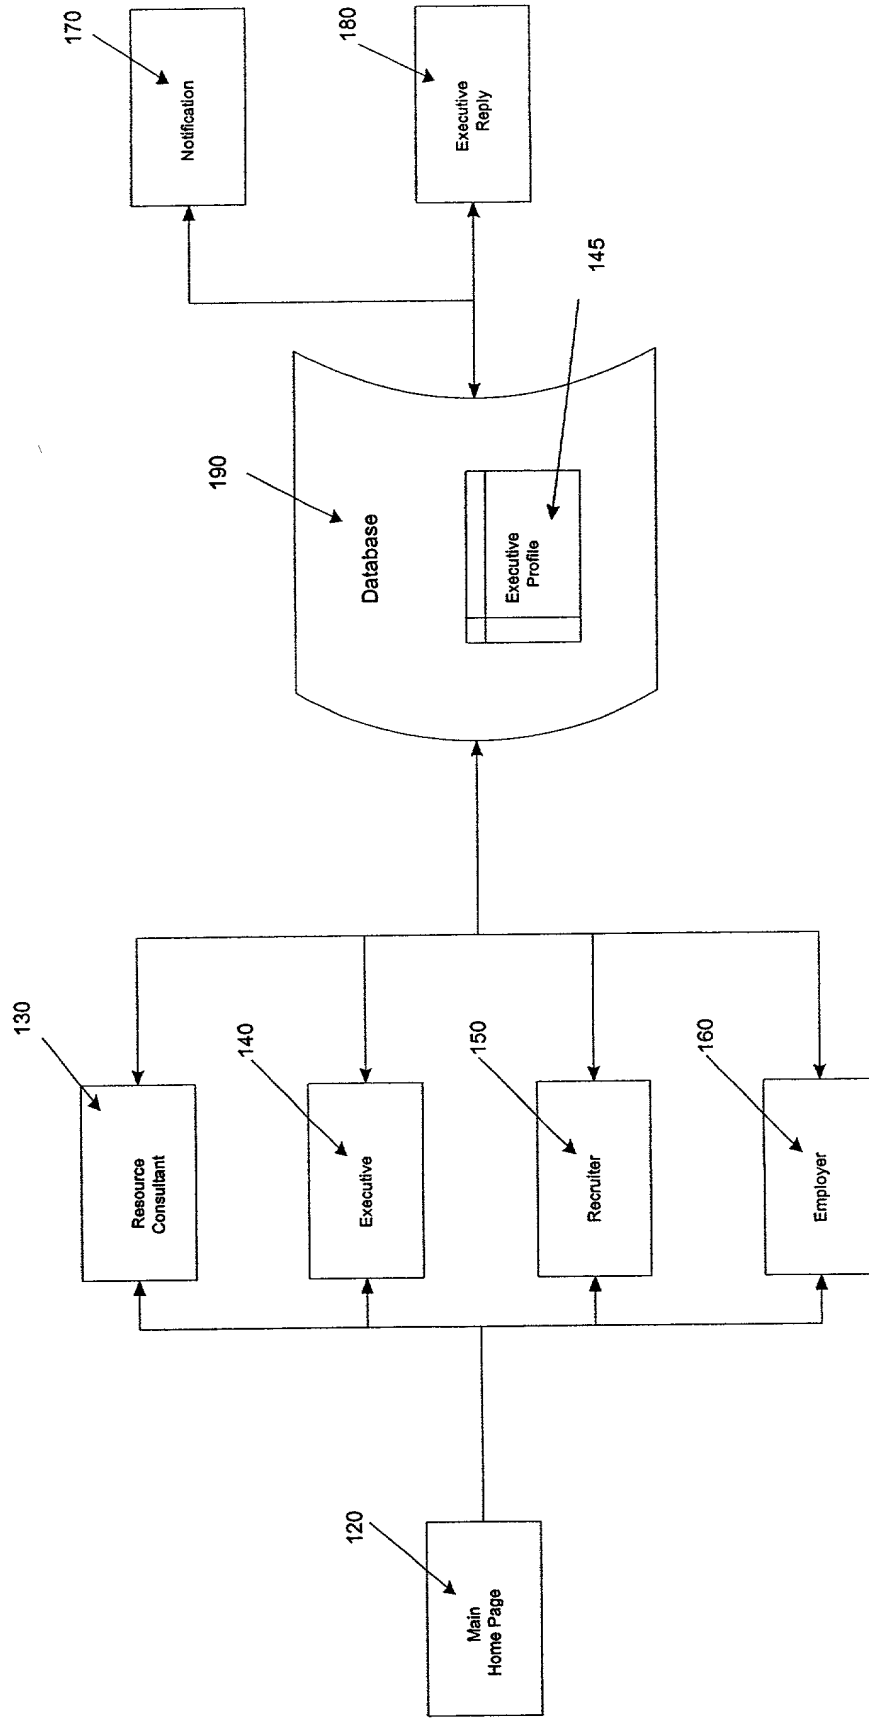 120
Main
Home Page
130
Resource
Consultant
140
Executive
150
Recruiter
160
Employer
190
Database
145
Executive
Profile
170
Notification
180
Executive
Reply